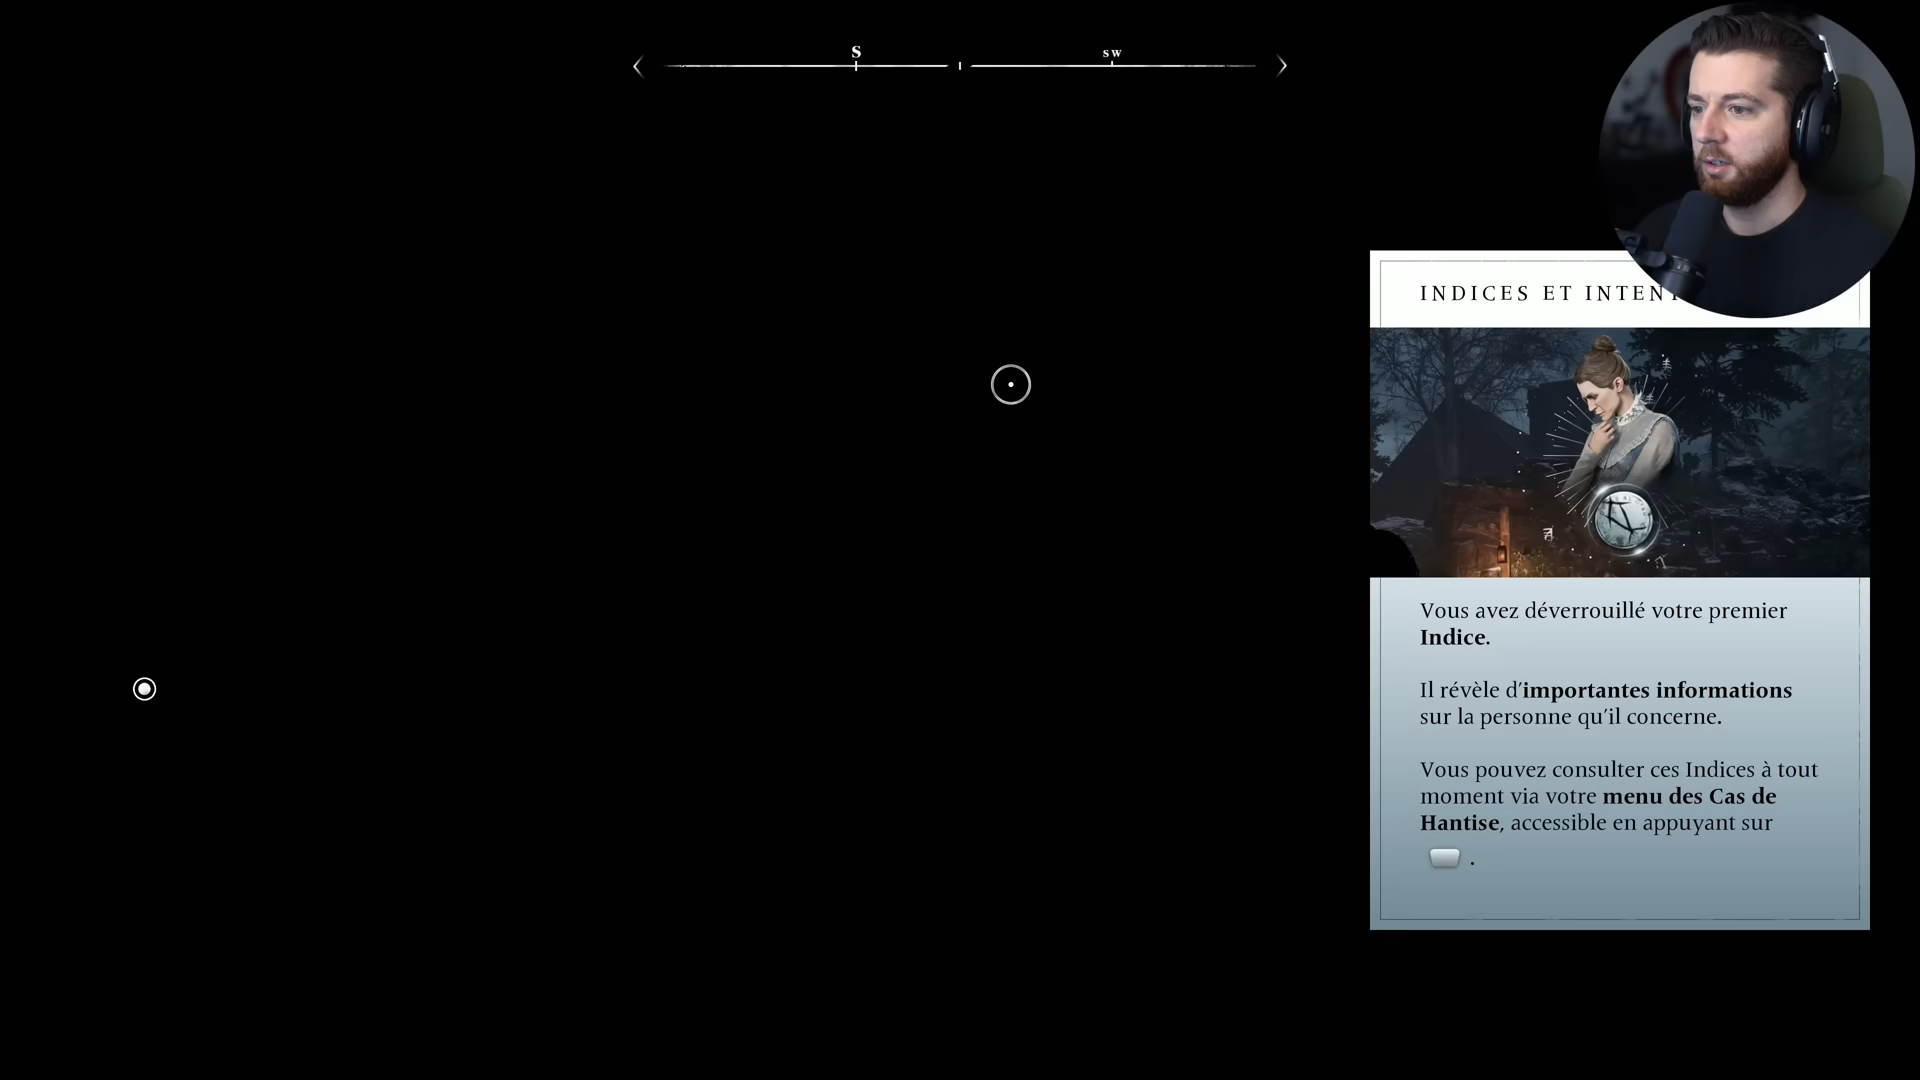 S
SW
INDICES ET
Vous avez déverrouillé votre premier
Indice.
Il révèle d'importantes informations
sur la personne qu'il concerne.
Vous pouvez consulter ces Indices à tout
moment via votre menu des Cas de
Hantise, accessible en appuyant sur
.